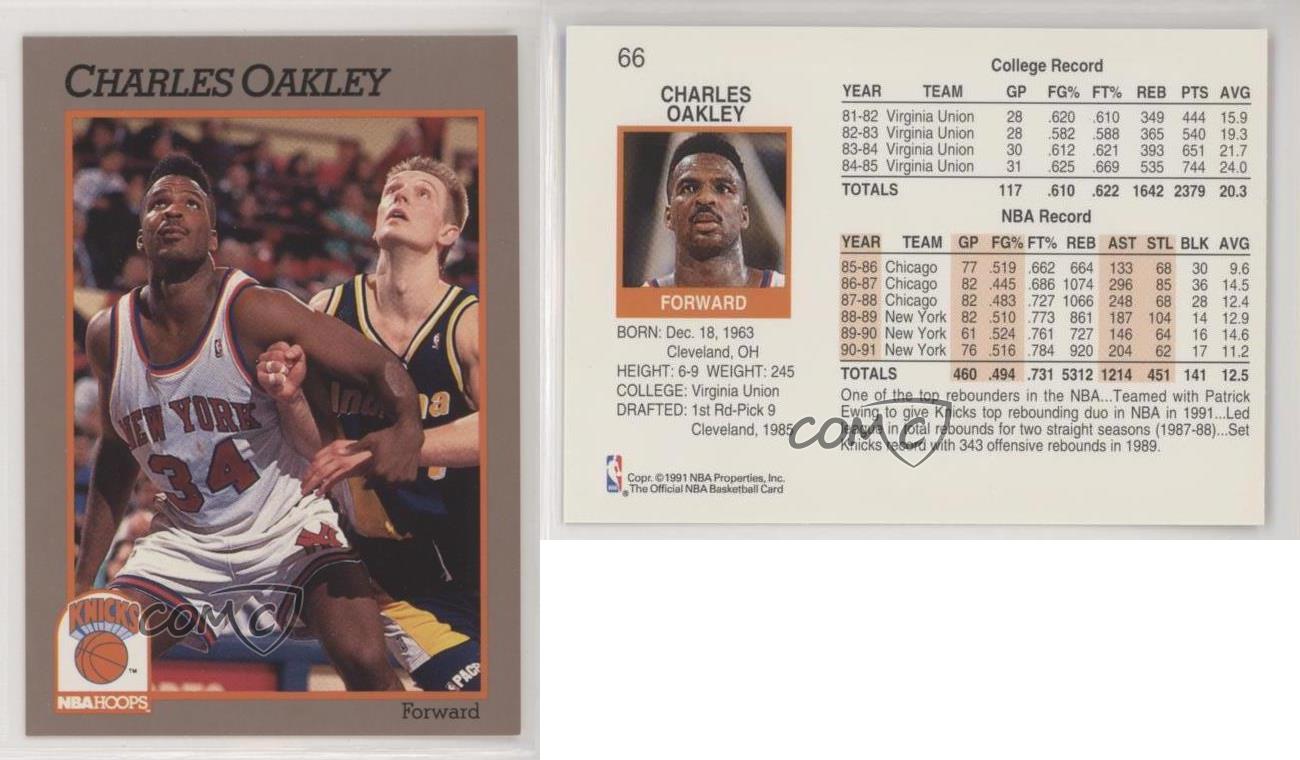 CHARLES OAKLEY
NEW YORK
34
Indiana
PACE
KNICKS
TM
NBA HOOPS
Forward
COMC
66
CHARLES
OAKLEY
FORWARD
BORN: Dec. 18, 1963
Cleveland, OH
HEIGHT: 6-9 WEIGHT: 245
COLLEGE: Virginia Union
DRAFTED: 1st Rd-Pick 9
Cleveland, 1985
Copr. © 1991 NBA Properties, Inc.
The Official NBA Basketball Card
College Record
YEAR TEAM GP FG% FT% REB PTS AVG
81-82 Virginia Union 28 .620 .610 349 444 15.9
82-83 Virginia Union 28 .582 .588 365 540 19.3
83-84 Virginia Union 30 .612 .621 393 651 21.7
84-85 Virginia Union 31 .625 .669 535 744 24.0
TOTALS 117 .610 .622 1642 2379 20.3
NBA Record
YEAR TEAM GP FG% FT% REB AST STL BLK AVG
85-86 Chicago 77 .519 .662 664 133 68 30 9.6
86-87 Chicago 82 .445 .686 1074 296 85 36 14.5
87-88 Chicago 82 .483 .727 1066 248 68 28 12.4
88-89 New York 82 .510 .773 861 187 104 14 12.9
89-90 New York 61 .524 .761 727 146 64 16 14.6
90-91 New York 76 .516 .784 920 204 62 17 11.2
TOTALS 460 .494 .731 5312 1214 451 141 12.5
One of the top rebounders in the NBA...Teamed with Patrick
Ewing to give Knicks top rebounding duo in NBA in 1991...Led
league in total rebounds for two straight seasons (1987-88)...Set
Knicks record with 343 offensive rebounds in 1989.
COMC